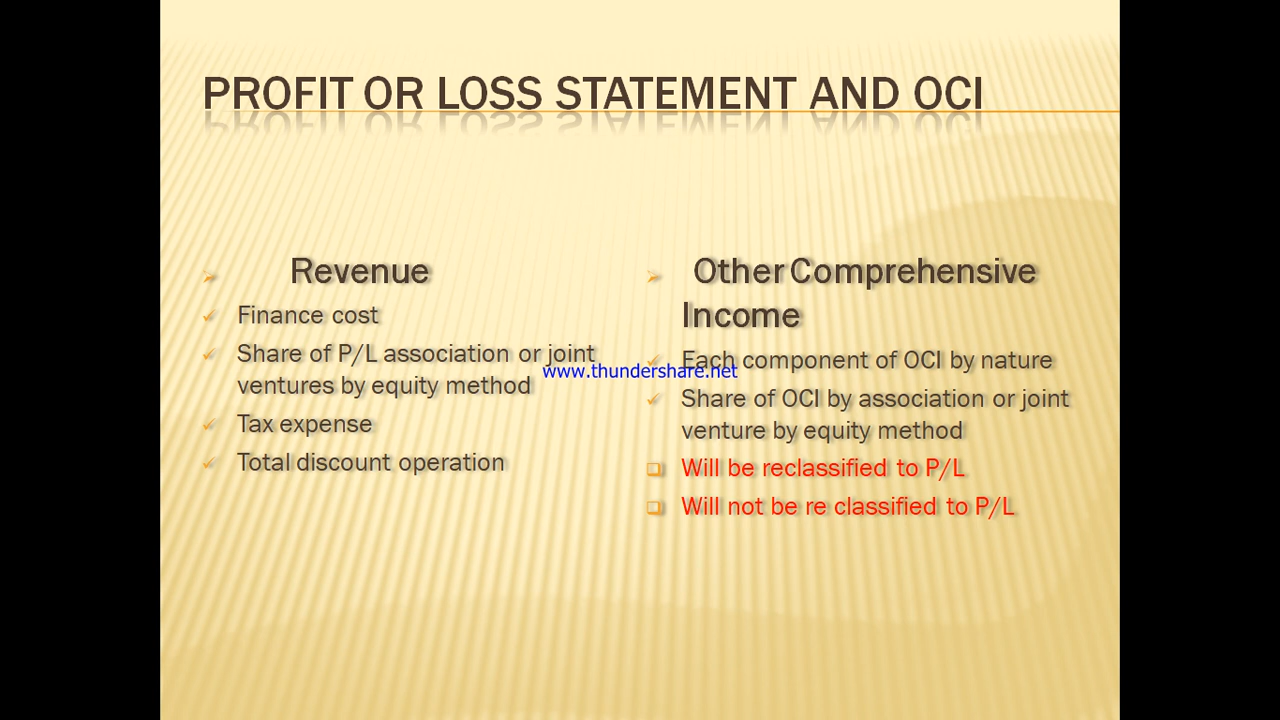 PROFIT OR LOSS STATEMENT AND OCI
Revenue
Finance cost
Share of P/L association or joint
ventures by equity method
Tax expense
Total discount operation
Other Comprehensive
Income
Each component of OCI by nature
Share of OCI by association or joint
venture by equity method
Will be reclassified to P/L
Will not be re classified to P/L
www.thundershare.net